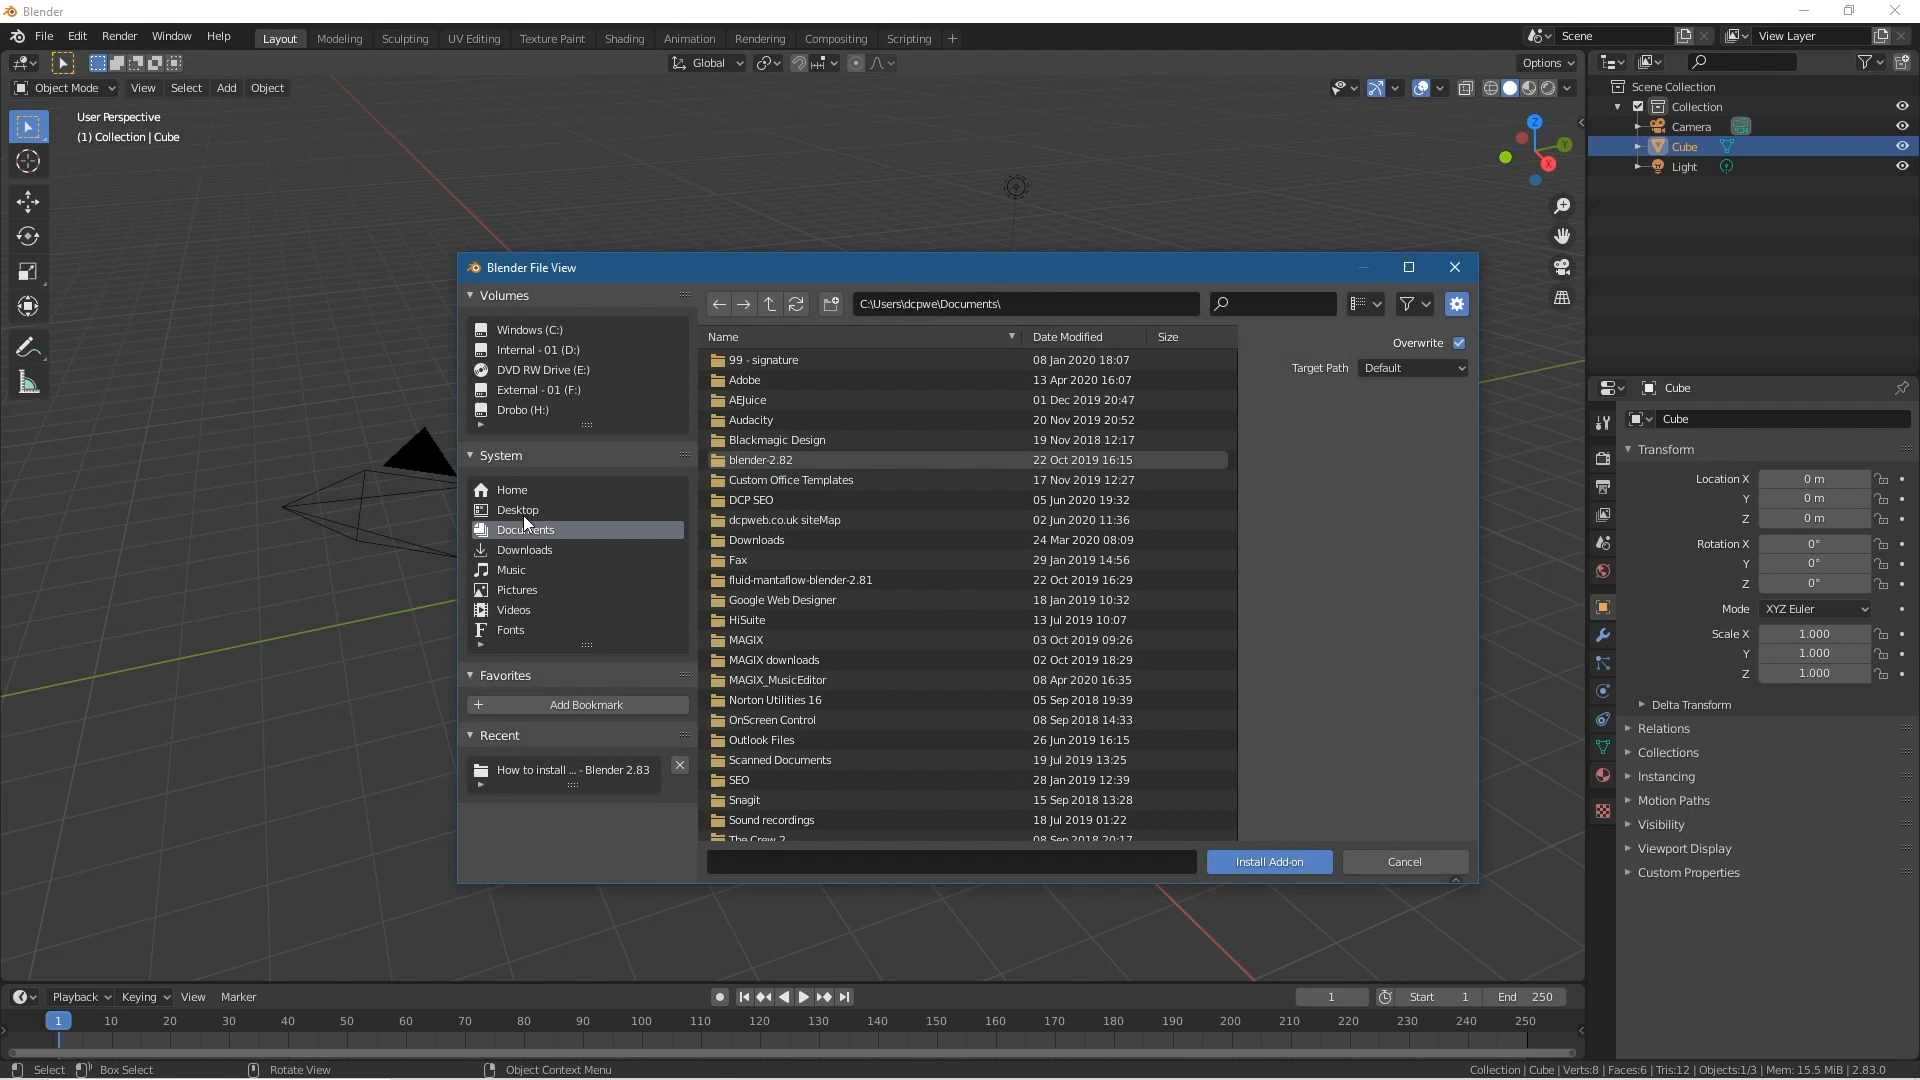 Blender
File Edit Render Window Help Layout Modeling Sculpting UV Editing Texture Paint Shading Animation Rendering Compositing Scripting + Scene View Layer
Global Options
Object Mode View Select Add Object
User Perspective
(1) Collection | Cube
Z
Y
X
Scene Collection
Collection
Camera
Cube
Light
Blender File View
Volumes
Windows (C:)
Internal - 01 (D:)
DVD RW Drive (E:)
External - 01 (F:)
Drobo (H:)
System
Home
Desktop
Documents
Downloads
Music
Pictures
Videos
Fonts
Favorites
Add Bookmark
Recent
How to install ... - Blender 2.83
C:\Users\dcpwe\Documents\
Name Date Modified Size
99 - signature 08 Jan 2020 18:07
Adobe 13 Apr 2020 16:07
AEJuice 01 Dec 2019 20:47
Audacity 20 Nov 2019 20:52
Blackmagic Design 19 Nov 2018 12:17
blender-2.82 22 Oct 2019 16:15
Custom Office Templates 17 Nov 2019 12:27
DCP SEO 05 Jun 2020 19:32
dcpweb.co.uk siteMap 02 Jun 2020 11:36
Downloads 24 Mar 2020 08:09
Fax 29 Jan 2019 14:56
fluid-mantaflow-blender-2.81 22 Oct 2019 16:29
Google Web Designer 18 Jan 2019 10:32
HiSuite 13 Jul 2019 10:07
MAGIX 03 Oct 2019 09:26
MAGIX downloads 02 Oct 2019 18:29
MAGIX_MusicEditor 08 Apr 2020 16:35
Norton Utilities 16 05 Sep 2018 19:39
OnScreen Control 08 Sep 2018 14:33
Outlook Files 26 Jun 2019 16:15
Scanned Documents 19 Jul 2019 13:25
SEO 28 Jan 2019 12:39
Snagit 15 Sep 2018 13:28
Sound recordings 18 Jul 2019 01:22
The Crew 2 08 Sep 2018 20:17
Overwrite
Target Path Default
Install Add-on Cancel
Cube
Cube
Transform
Location X 0 m
Y 0 m
Z 0 m
Rotation X 0°
Y 0°
Z 0°
Mode XYZ Euler
Scale X 1.000
Y 1.000
Z 1.000
Delta Transform
Relations
Collections
Instancing
Motion Paths
Visibility
Viewport Display
Custom Properties
Playback Keying View Marker 1 Start 1 End 250
1 10 20 30 40 50 60 70 80 90 100 110 120 130 140 150 160 170 180 190 200 210 220 230 240 250
Select Box Select Rotate View Object Context Menu Collection | Cube | Verts:8 | Faces:6 | Tris:12 | Objects:1/3 | Mem: 15.5 MiB | 2.83.0